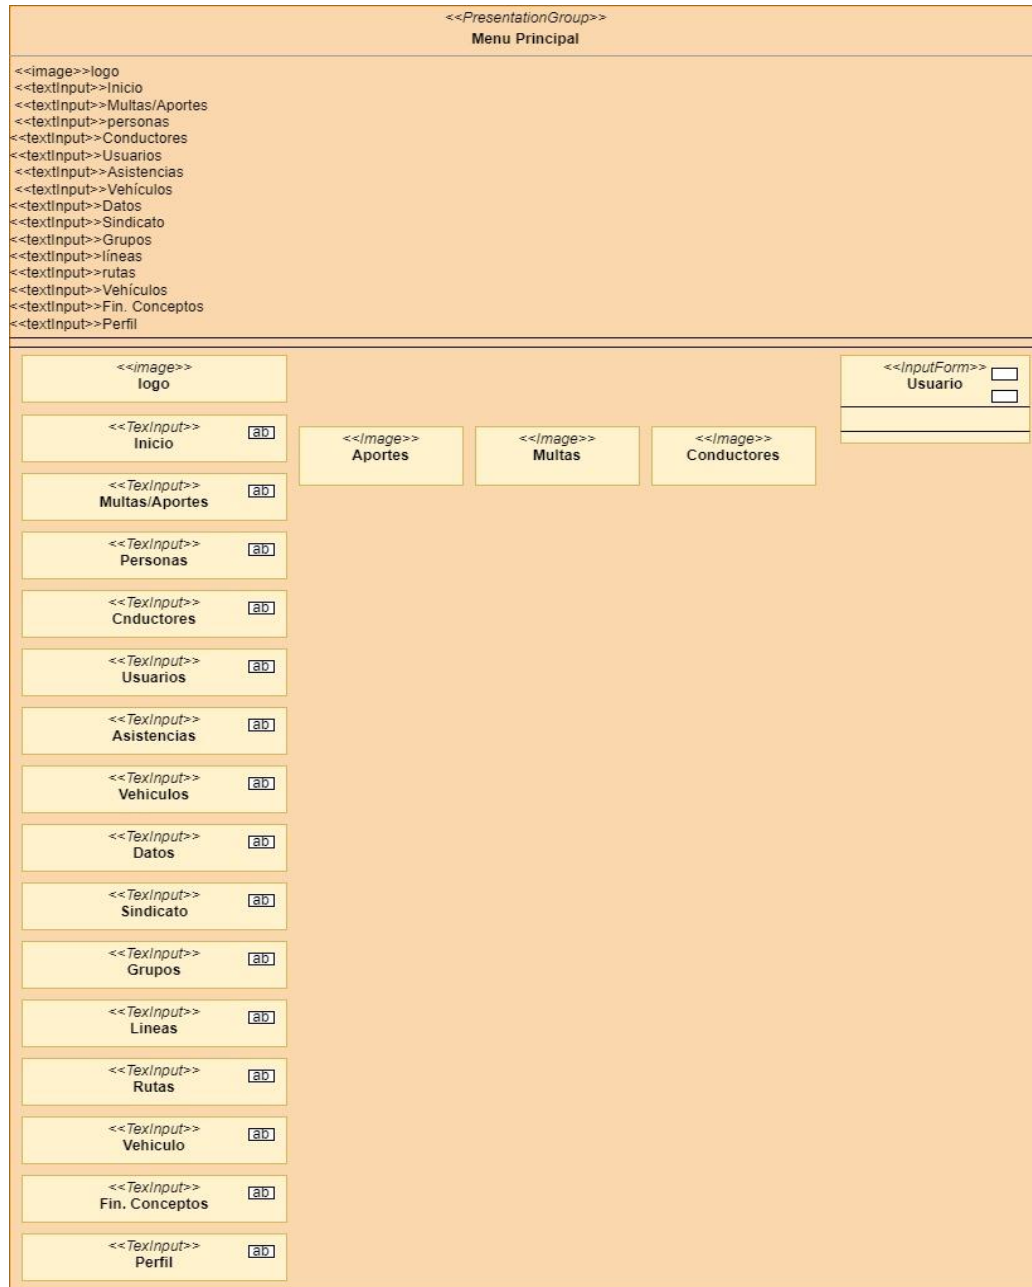 <<PresentationGroup>>
Menu Principal
<<image>>logo
<<textInput>>Inicio
<<textInput>>Multas/Aportes
<<textInput>>personas
<<textInput>>Conductores
<<textInput>>Usuarios
<<textInput>>Asistencias
<<textInput>>Vehículos
<<textInput>>Datos
<<textInput>>Sindicato
<<textInput>>Grupos
<<textInput>>líneas
<<textInput>>rutas
<<textInput>>Vehículos
<<textInput>>Fin. Conceptos
<<textInput>>Perfil
<<image>>
logo
<<TexInput>>
Inicio
ab
<<TexInput>>
Multas/Aportes
ab
<<TexInput>>
Personas
ab
<<TexInput>>
Cnductores
ab
<<TexInput>>
Usuarios
ab
<<TexInput>>
Asistencias
ab
<<TexInput>>
Vehiculos
ab
<<TexInput>>
Datos
ab
<<TexInput>>
Sindicato
ab
<<TexInput>>
Grupos
ab
<<TexInput>>
Lineas
ab
<<TexInput>>
Rutas
ab
<<TexInput>>
Vehiculo
ab
<<TexInput>>
Fin. Conceptos
ab
<<TexInput>>
Perfil
ab
<<Image>>
Aportes
<<Image>>
Multas
<<Image>>
Conductores
<<InputForm>>
Usuario